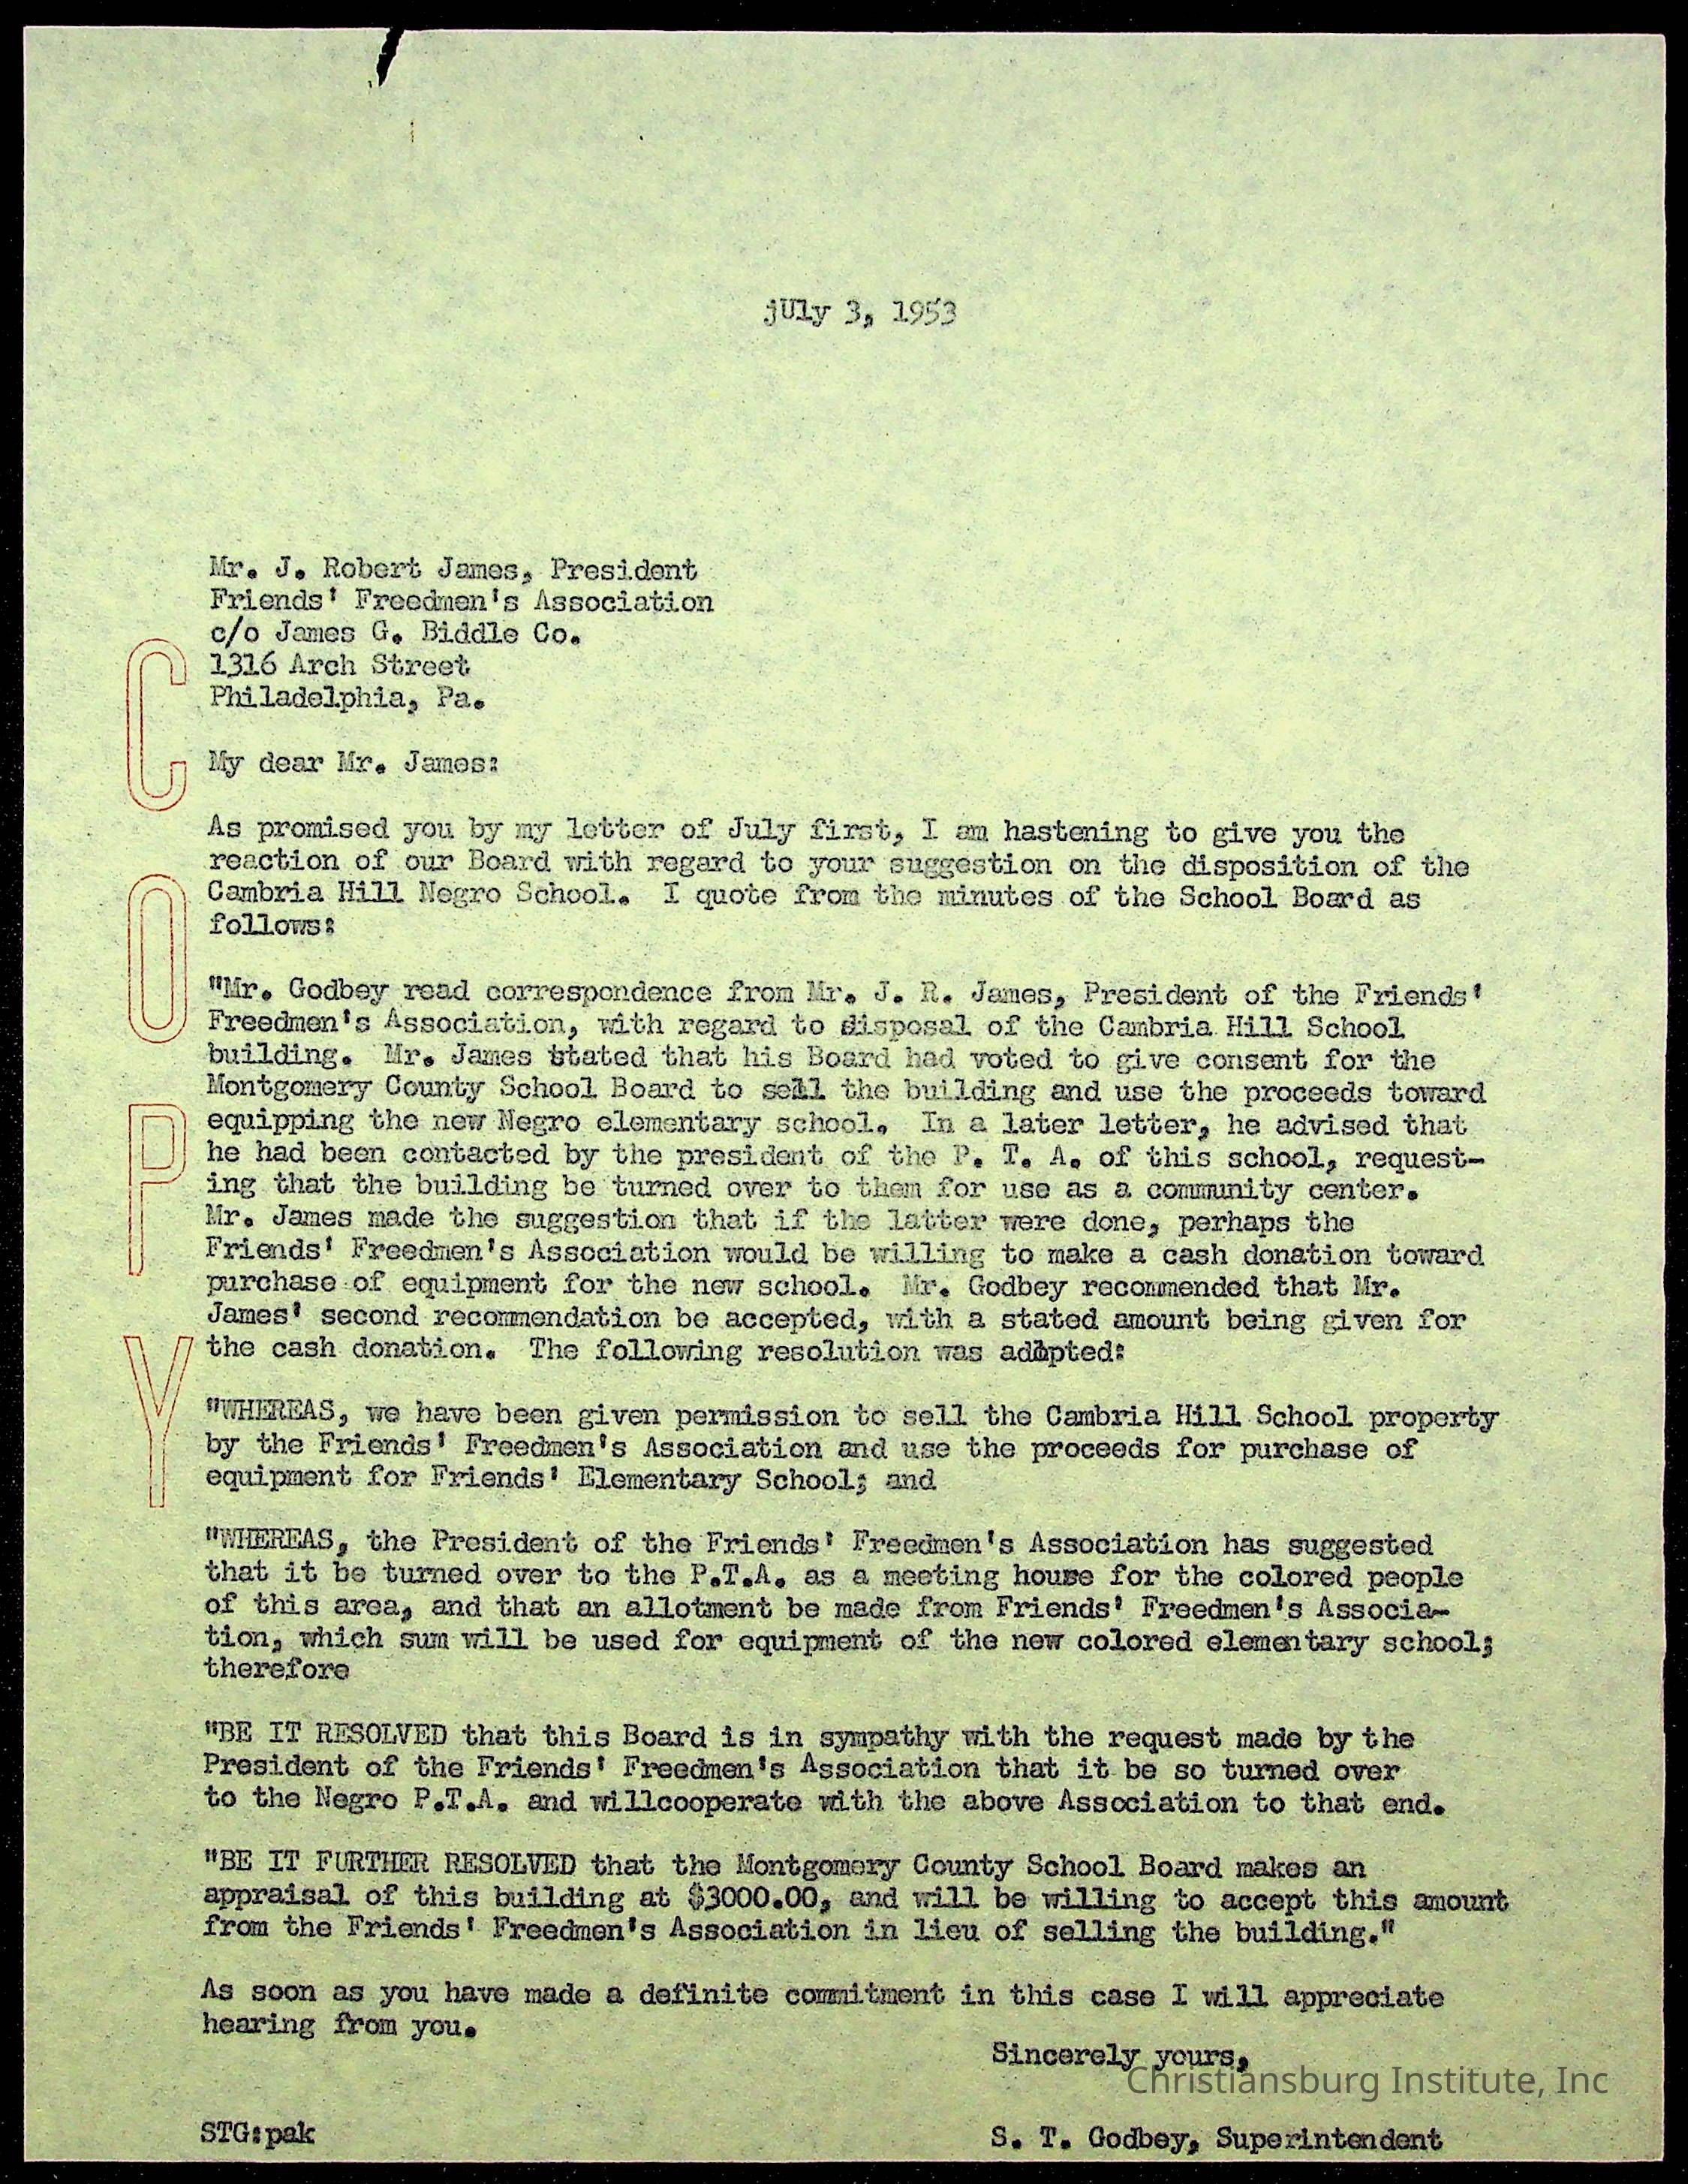 jUly 3, 1953
Mr. J. Robert James, President
Friends' Freedmen's Association
c/o James G. Biddle Co.
1316 Arch Street
Philadelphia, Pa.
My dear Mr. James:
As promised you by my letter of July first, I am hastening to give you the
reaction of our Board with regard to your suggestion on the disposition of the
Cambria Hill Negro School. I quote from the minutes of the School Board as
follows:
"Mr. Godbey read correspondence from Mr. J. R. James, President of the Friends'
Freedmen's Association, with regard to disposal of the Cambria Hill School
building. Mr. James stated that his Board had voted to give consent for the
Montgomery County School Board to sell the building and use the proceeds toward
equipping the new Negro elementary school. In a later letter, he advised that
he had been contacted by the president of the P. T. A. of this school, request-
ing that the building be turned over to them for use as a community center.
Mr. James made the suggestion that if the latter were done, perhaps the
Friends' Freedmen's Association would be willing to make a cash donation toward
purchase of equipment for the new school. Mr. Godbey recommended that Mr.
James' second recommendation be accepted, with a stated amount being given for
the cash donation. The following resolution was adopted:
"WHEREAS, we have been given permission to sell the Cambria Hill School property
by the Friends' Freedmen's Association and use the proceeds for purchase of
equipment for Friends' Elementary School; and
"WHEREAS, the President of the Friends' Freedmen's Association has suggested
that it be turned over to the P.T.A. as a meeting house for the colored people
of this area, and that an allotment be made from Friends' Freedmen's Associa-
tion, which sum will be used for equipment of the new colored elementary school;
therefore
"BE IT RESOLVED that this Board is in sympathy with the request made by the
President of the Friends' Freedmen's Association that it be so turned over
to the Negro P.T.A. and willcooperate with the above Association to that end.
"BE IT FURTHER RESOLVED that the Montgomery County School Board makes an
appraisal of this building at $3000.00, and will be willing to accept this amount
from the Friends' Freedmen's Association in lieu of selling the building."
As soon as you have made a definite commitment in this case I will appreciate
hearing from you.
Sincerely yours,
Christiansburg Institute, Inc
STG:pak
S. T. Godbey, Superintendent
COPY